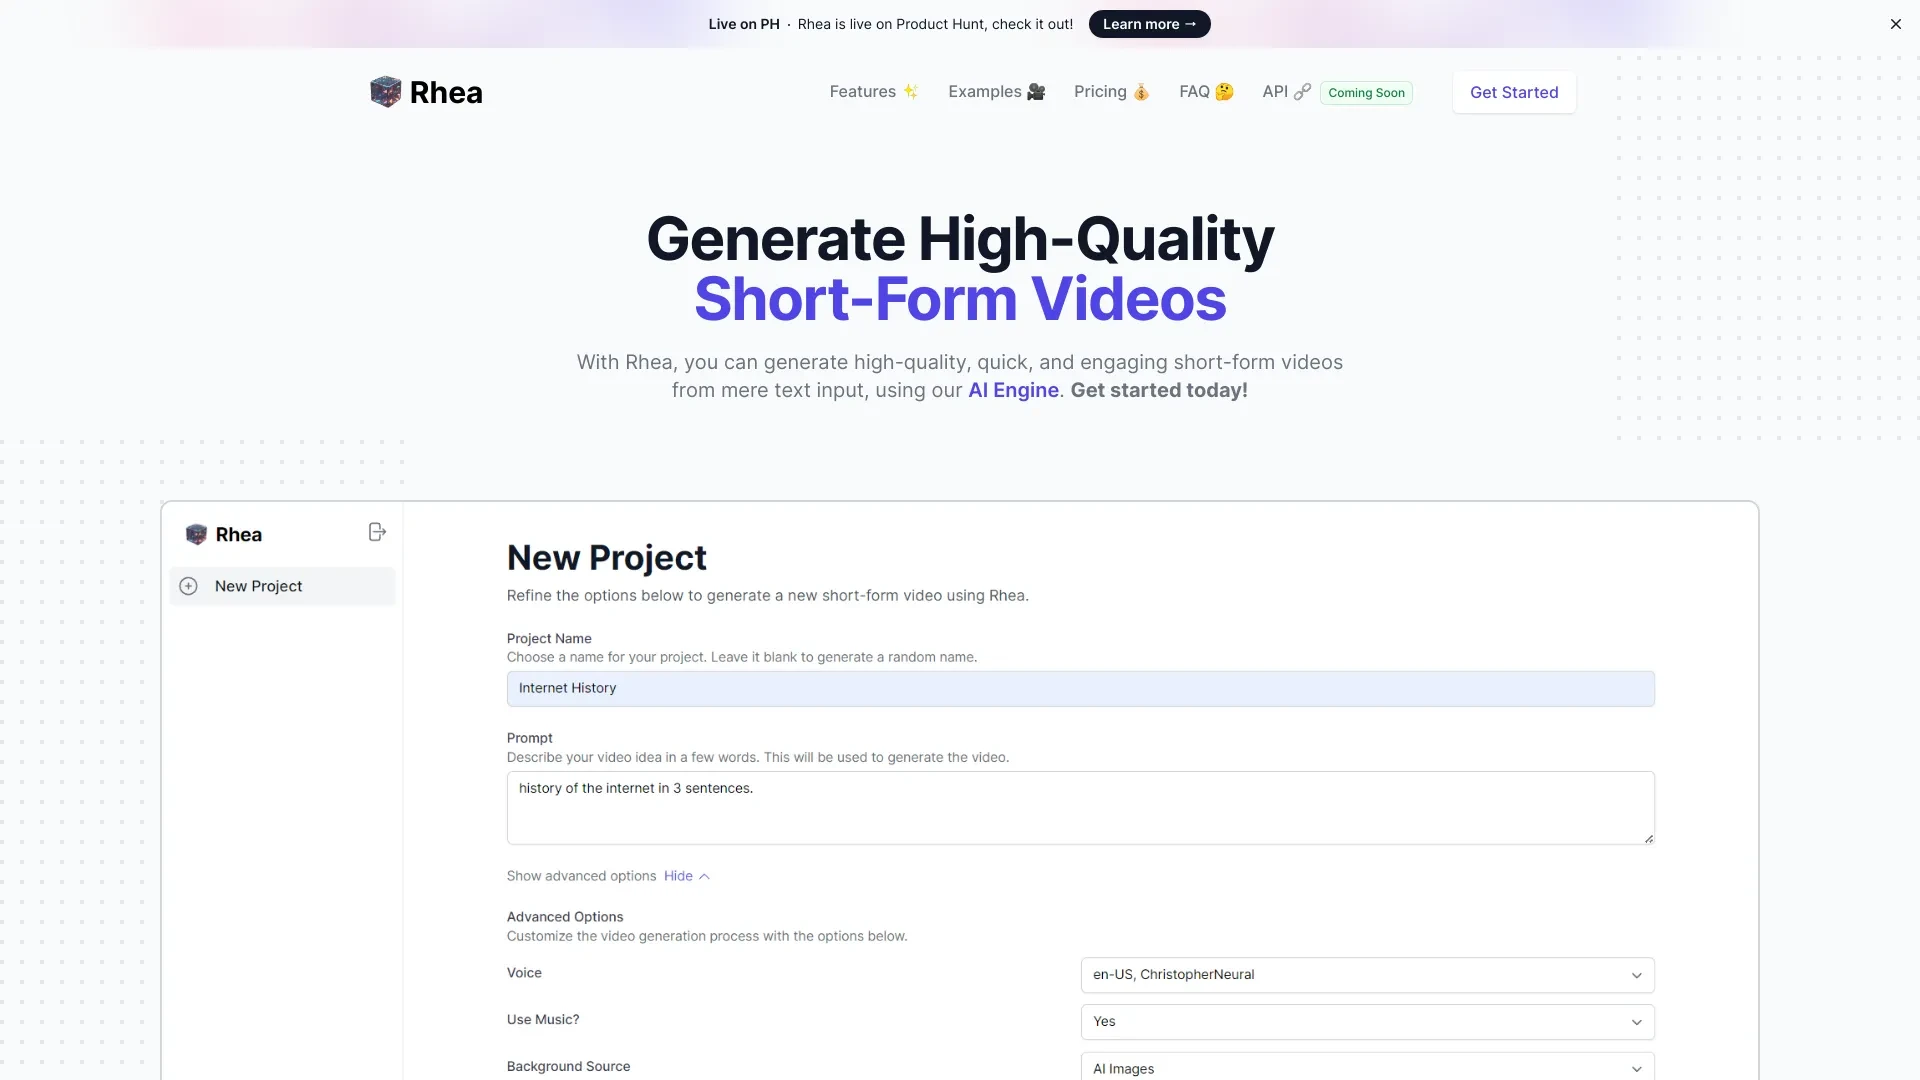 Live on PH · Rhea is live on Product Hunt, check it out! Learn more →
Rhea
Features ✨ Examples 🎥 Pricing 💰 FAQ 🤔 API 🔗 Coming Soon Get Started
Generate High-Quality
Short-Form Videos
With Rhea, you can generate high-quality, quick, and engaging short-form videos
from mere text input, using our AI Engine. Get started today!
Rhea
New Project
New Project
Refine the options below to generate a new short-form video using Rhea.
Project Name
Choose a name for your project. Leave it blank to generate a random name.
Internet History
Prompt
Describe your video idea in a few words. This will be used to generate the video.
history of the internet in 3 sentences.
Show advanced options Hide
Advanced Options
Customize the video generation process with the options below.
Voice
en-US, ChristopherNeural
Use Music?
Yes
Background Source
AI Images